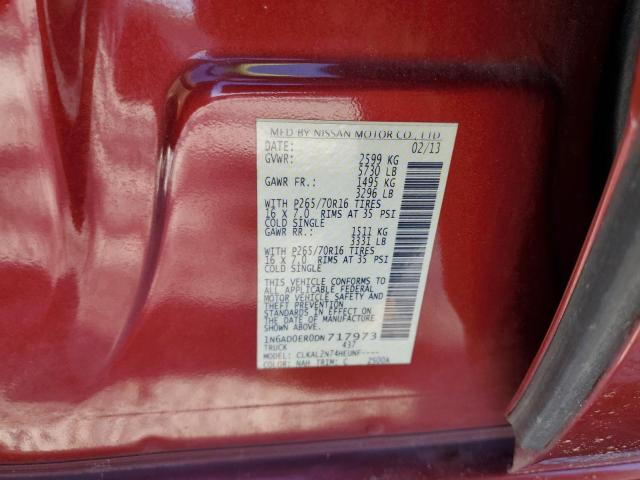 MFD BY NISSAN MOTOR CO., LTD.
DATE: 02/13
GVWR: 2599 KG
5730 LB
GAWR FR.: 1495 KG
3296 LB
WITH P265/70R16 TIRES
16 X 7.0 RIMS AT 35 PSI
COLD SINGLE
GAWR RR.: 1511 KG
3331 LB
WITH P265/70R16 TIRES
16 X 7.0 RIMS AT 35 PSI
COLD SINGLE
THIS VEHICLE CONFORMS TO
ALL APPLICABLE FEDERAL
MOTOR VEHICLE SAFETY AND
THEFT PREVENTION
STANDARDS IN EFFECT ON
THE DATE OF MANUFACTURE
SHOWN ABOVE.
1N6AD0ER0DN717973
TRUCK 437
MODEL: CLKALZN74HEUNF----
COLOR: NAH TRIM: C 2500A